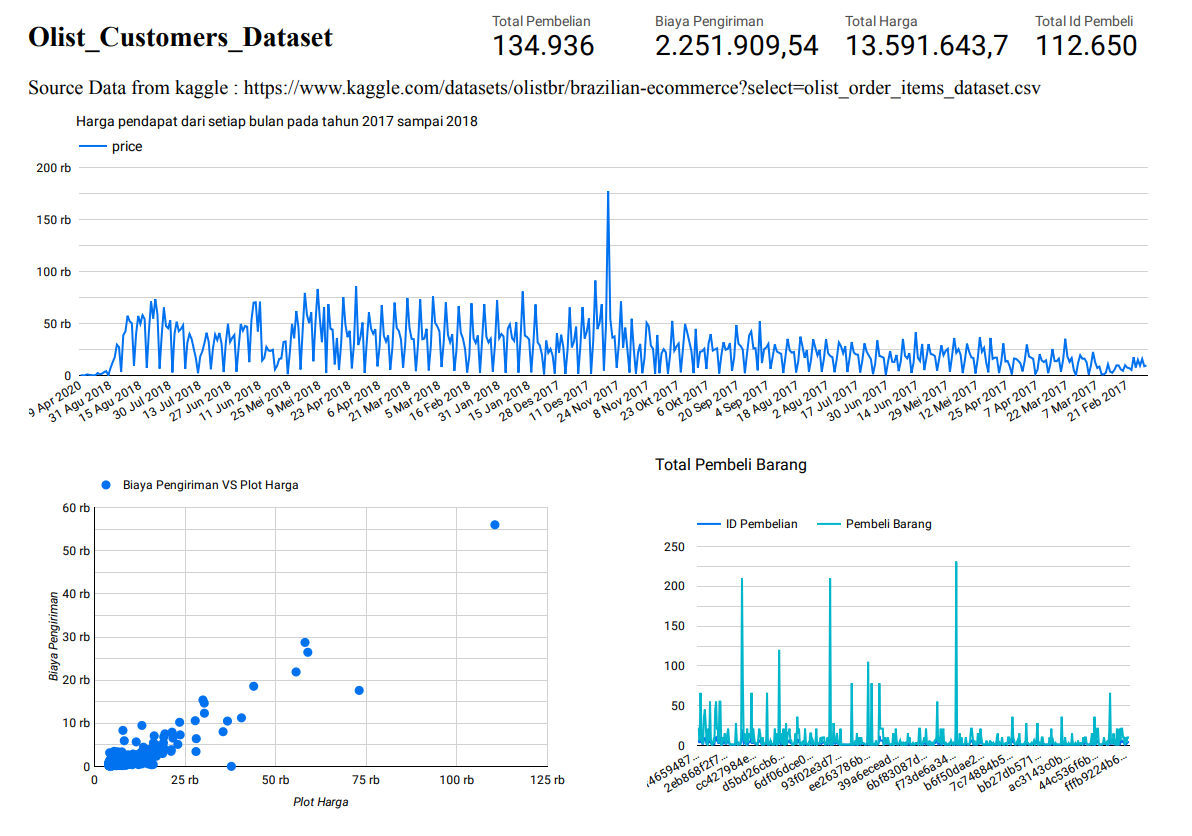 Olist_Customers_Dataset
Total Pembelian
134.936
Biaya Pengiriman
2.251.909,54
Total Harga
13.591.643,7
Total Id Pembeli
112.650
Source Data from kaggle : https://www.kaggle.com/datasets/olistbr/brazilian-ecommerce?select=olist_order_items_dataset.csv
Harga pendapat dari setiap bulan pada tahun 2017 sampai 2018
price
200 rb
150 rb
100 rb
50 rb
0
9 Apr 2020
31 Agu 2018
15 Agu 2018
30 Jul 2018
13 Jul 2018
27 Jun 2018
11 Jun 2018
25 Mei 2018
9 Mei 2018
23 Apr 2018
6 Apr 2018
21 Mar 2018
5 Mar 2018
16 Feb 2018
31 Jan 2018
15 Jan 2018
28 Des 2017
11 Des 2017
24 Nov 2017
8 Nov 2017
23 Okt 2017
6 Okt 2017
20 Sep 2017
4 Sep 2017
18 Agu 2017
2 Agu 2017
17 Jul 2017
30 Jun 2017
14 Jun 2017
29 Mei 2017
12 Mei 2017
25 Apr 2017
7 Apr 2017
22 Mar 2017
7 Mar 2017
21 Feb 2017
Biaya Pengiriman VS Plot Harga
60 rb
50 rb
40 rb
30 rb
20 rb
10 rb
0
Biaya Pengiriman
0
25 rb
50 rb
75 rb
100 rb
125 rb
Plot Harga
Total Pembeli Barang
ID Pembelian
Pembeli Barang
250
200
150
100
50
0
4659487...
2eb868f2f7...
cc427984e...
d5bd26cb6...
6df06dce0...
93f02e3d7...
ee263786b...
39a6ecead...
6bf83087d...
f73de6a34...
b6f50dae2...
7c74884b5...
bb27db571...
ac3143c0b...
44c536f6b...
fffb9224b6...